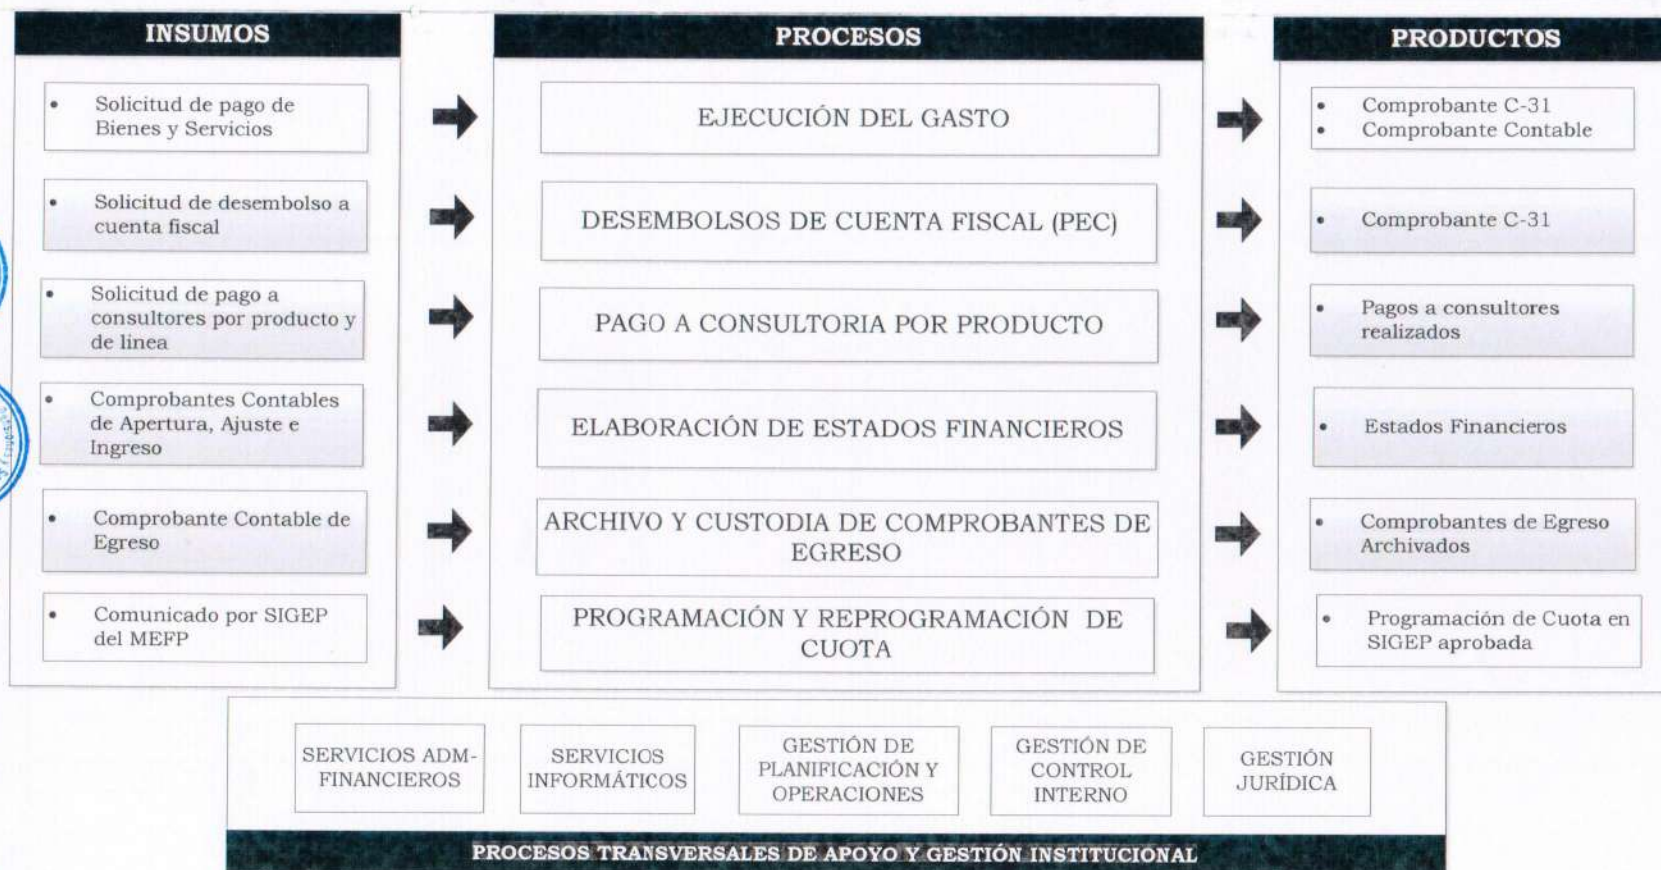 INSUMOS
• Solicitud de pago de
Bienes y Servicios
• Solicitud de desembolso a
cuenta fiscal
• Solicitud de pago a
consultores por producto y
de linea
• Comprobantes Contables
de Apertura, Ajuste e
Ingreso
• Comprobante Contable de
Egreso
• Comunicado por SIGEP
del MEFP
PROCESOS
EJECUCIÓN DEL GASTO
DESEMBOLSOS DE CUENTA FISCAL (PEC)
PAGO A CONSULTORIA POR PRODUCTO
ELABORACIÓN DE ESTADOS FINANCIEROS
ARCHIVO Y CUSTODIA DE COMPROBANTES DE
EGRESO
PROGRAMACIÓN Y REPROGRAMACIÓN DE
CUOTA
PRODUCTOS
• Comprobante C-31
• Comprobante Contable
• Comprobante C-31
• Pagos a consultores
realizados
• Estados Financieros
• Comprobantes de Egreso
Archivados
• Programación de Cuota en
SIGEP aprobada
SERVICIOS ADM-
FINANCIEROS
SERVICIOS
INFORMÁTICOS
GESTIÓN DE
PLANIFICACIÓN Y
OPERACIONES
GESTIÓN DE
CONTROL
INTERNO
GESTIÓN
JURÍDICA
PROCESOS TRANSVERSALES DE APOYO Y GESTIÓN INSTITUCIONAL